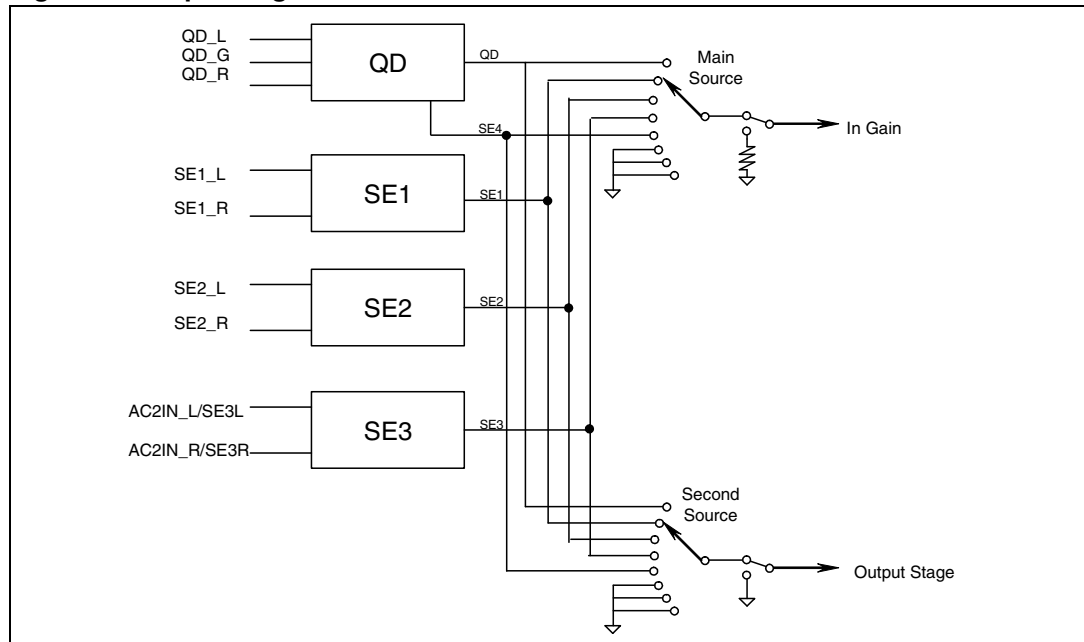 QD_L
QD_G
QD_R
QD
QD
SE4
Main
Source
In Gain
SE1_L
SE1_R
SE1
SE1
SE2_L
SE2_R
SE2
SE2
AC2IN_L/SE3L
AC2IN_R/SE3R
SE3
SE3
Second
Source
Output Stage